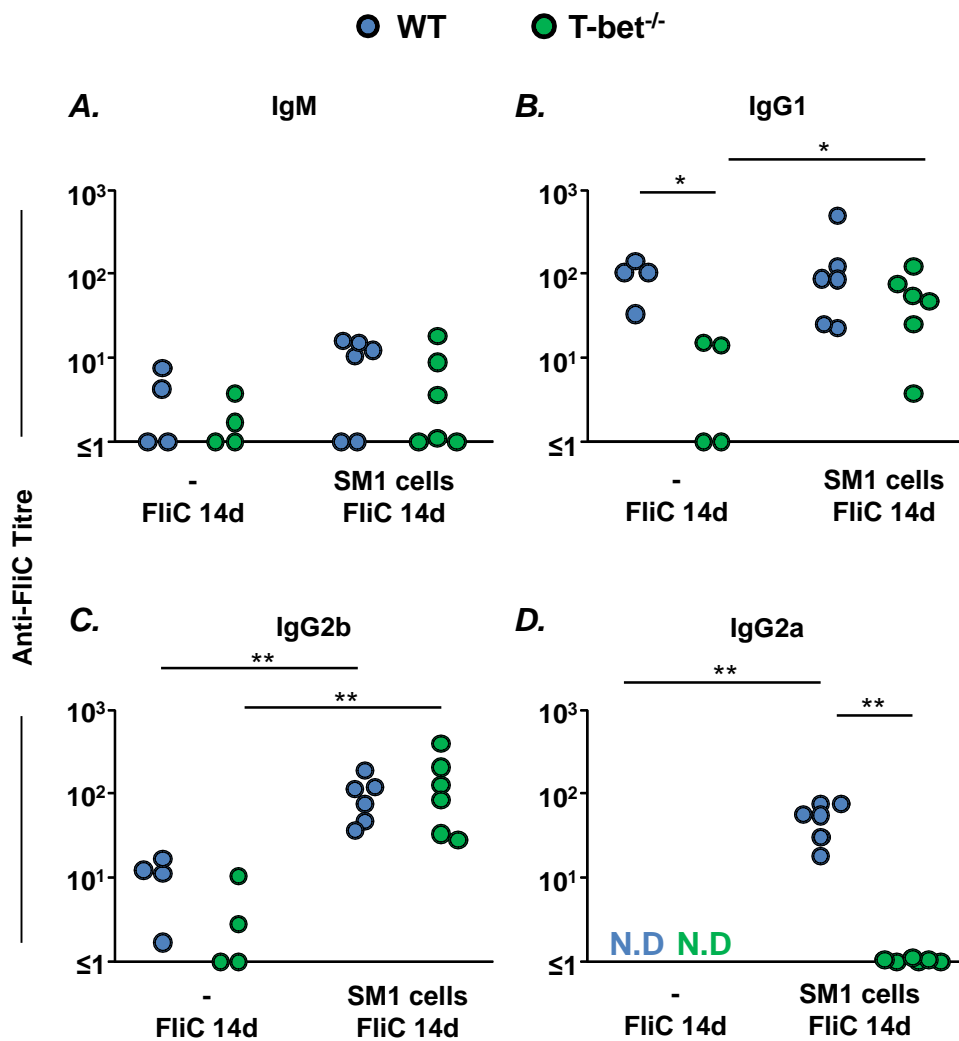 WT T-bet-/-
A. IgM
10³
10²
10¹
≤1
- SM1 cells
FliC 14d FliC 14d
B. IgG1
*
*
10³
10²
10¹
≤1
- SM1 cells
FliC 14d FliC 14d
Anti-FliC Titre
C. IgG2b
**
**
10³
10²
10¹
≤1
- SM1 cells
FliC 14d FliC 14d
D. IgG2a
**
**
10³
10²
10¹
N.D N.D
≤1
- SM1 cells
FliC 14d FliC 14d